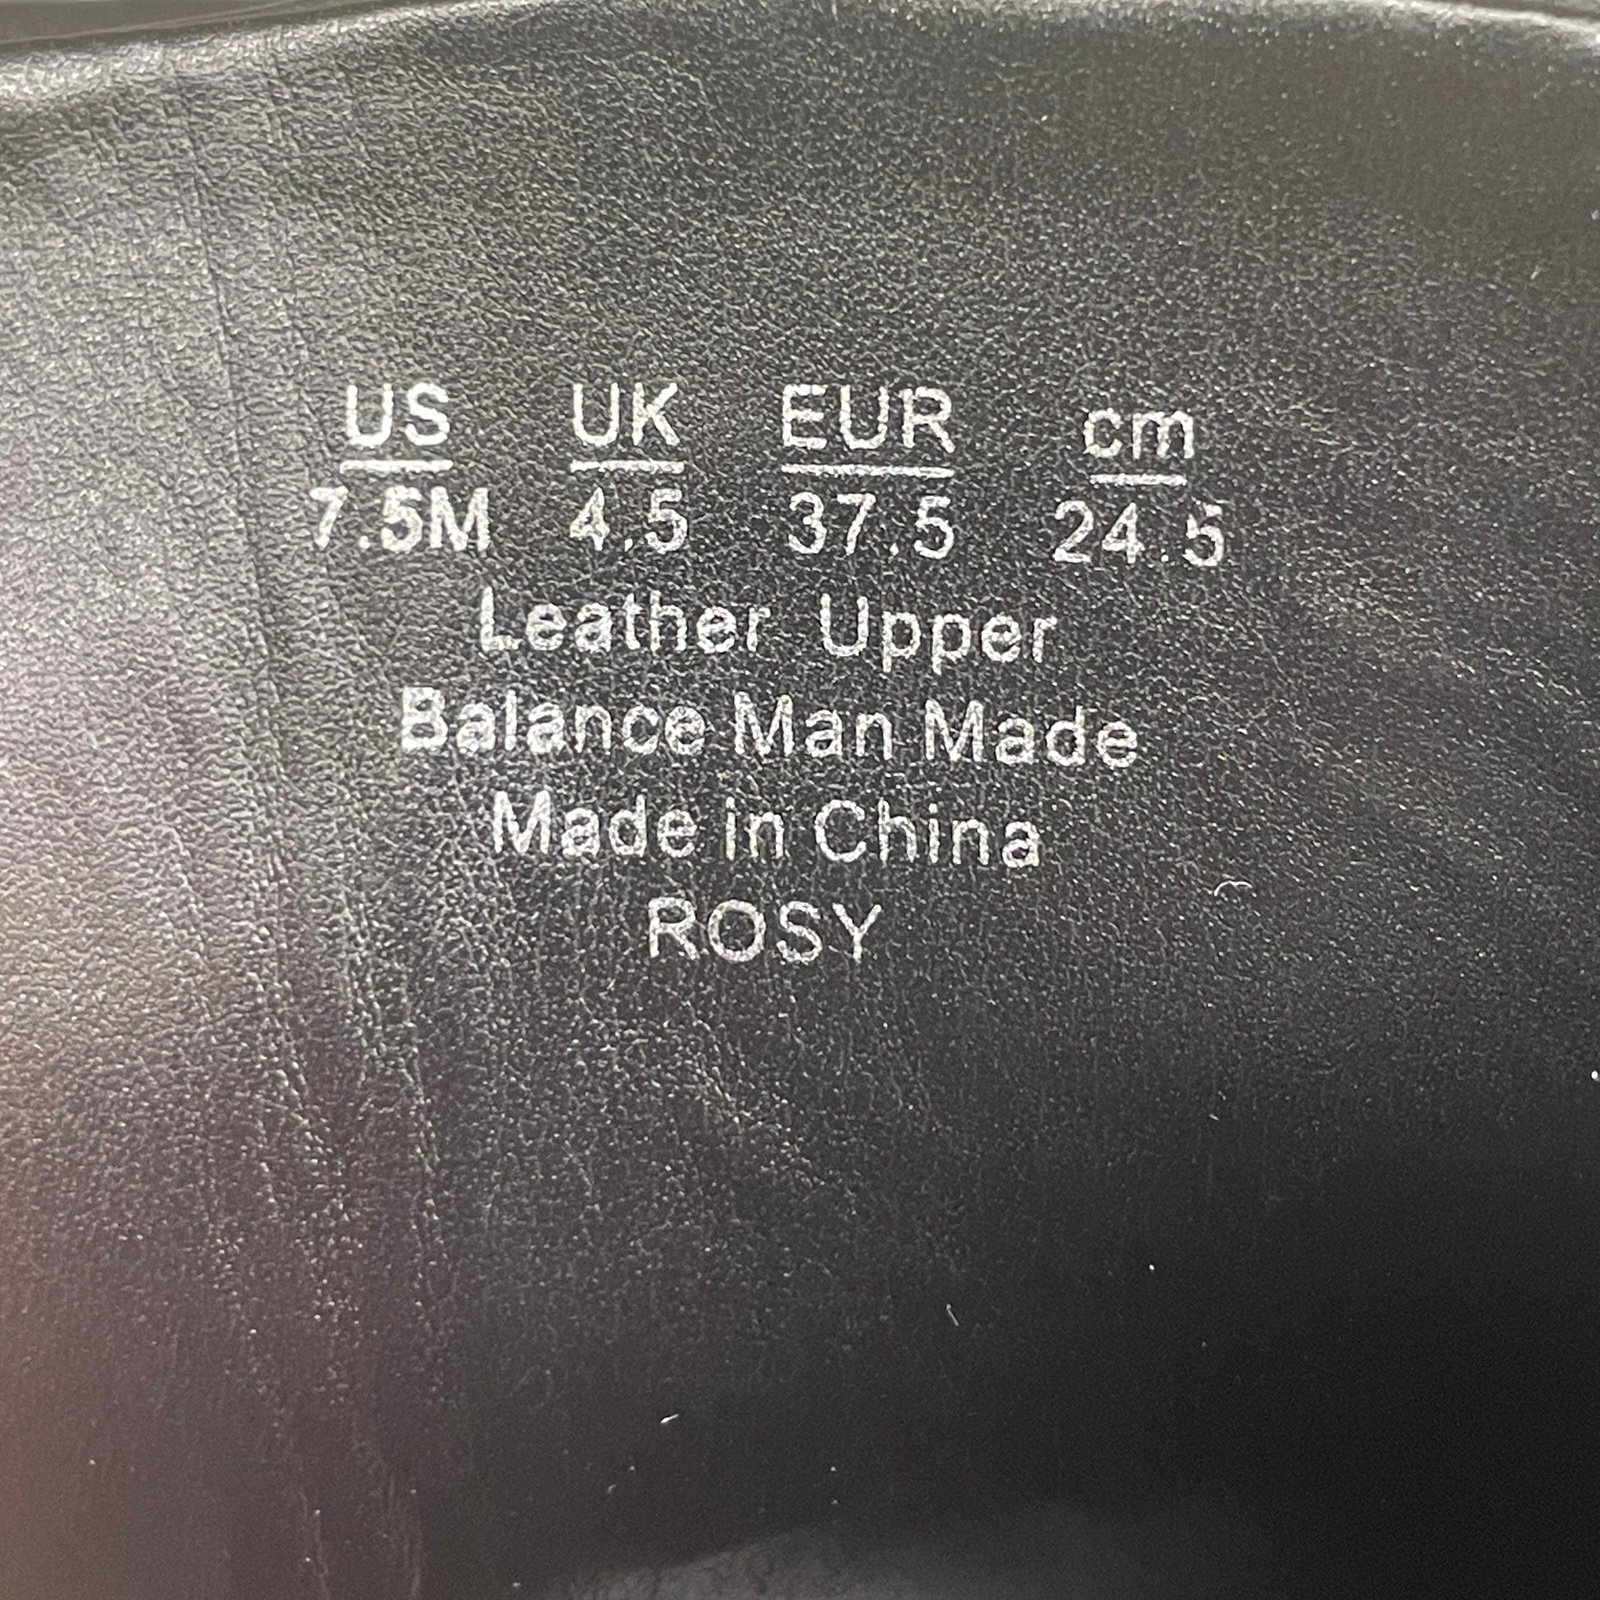 US UK EUR cm
7.5M 4.5 37.5 24.5
Leather Upper
Balance Man Made
Made in China
ROSY